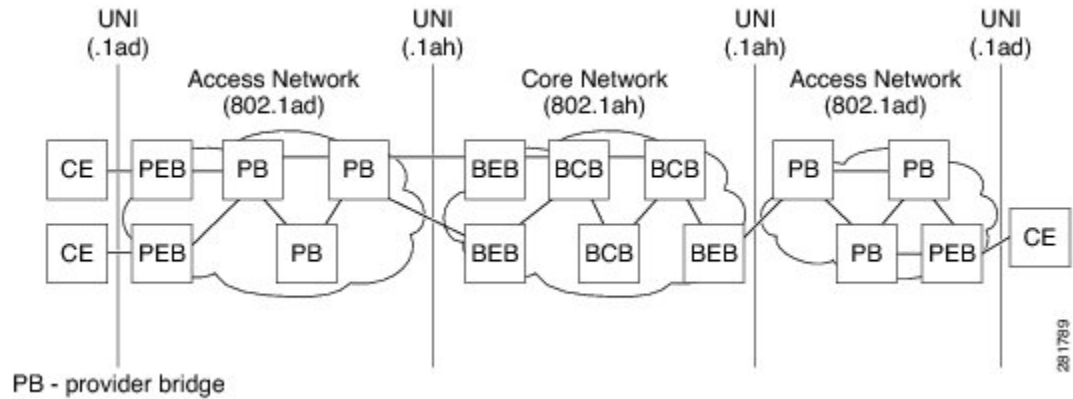 UNI
(.1ad)
UNI
(.1ah)
UNI
(.1ah)
UNI
(.1ad)
Access Network
(802.1ad)
Core Network
(802.1ah)
Access Network
(802.1ad)
CE PEB PB PB BEB BCB BCB PB PB
CE PEB PB BEB BCB BEB PB PEB CE
281789
PB - provider bridge